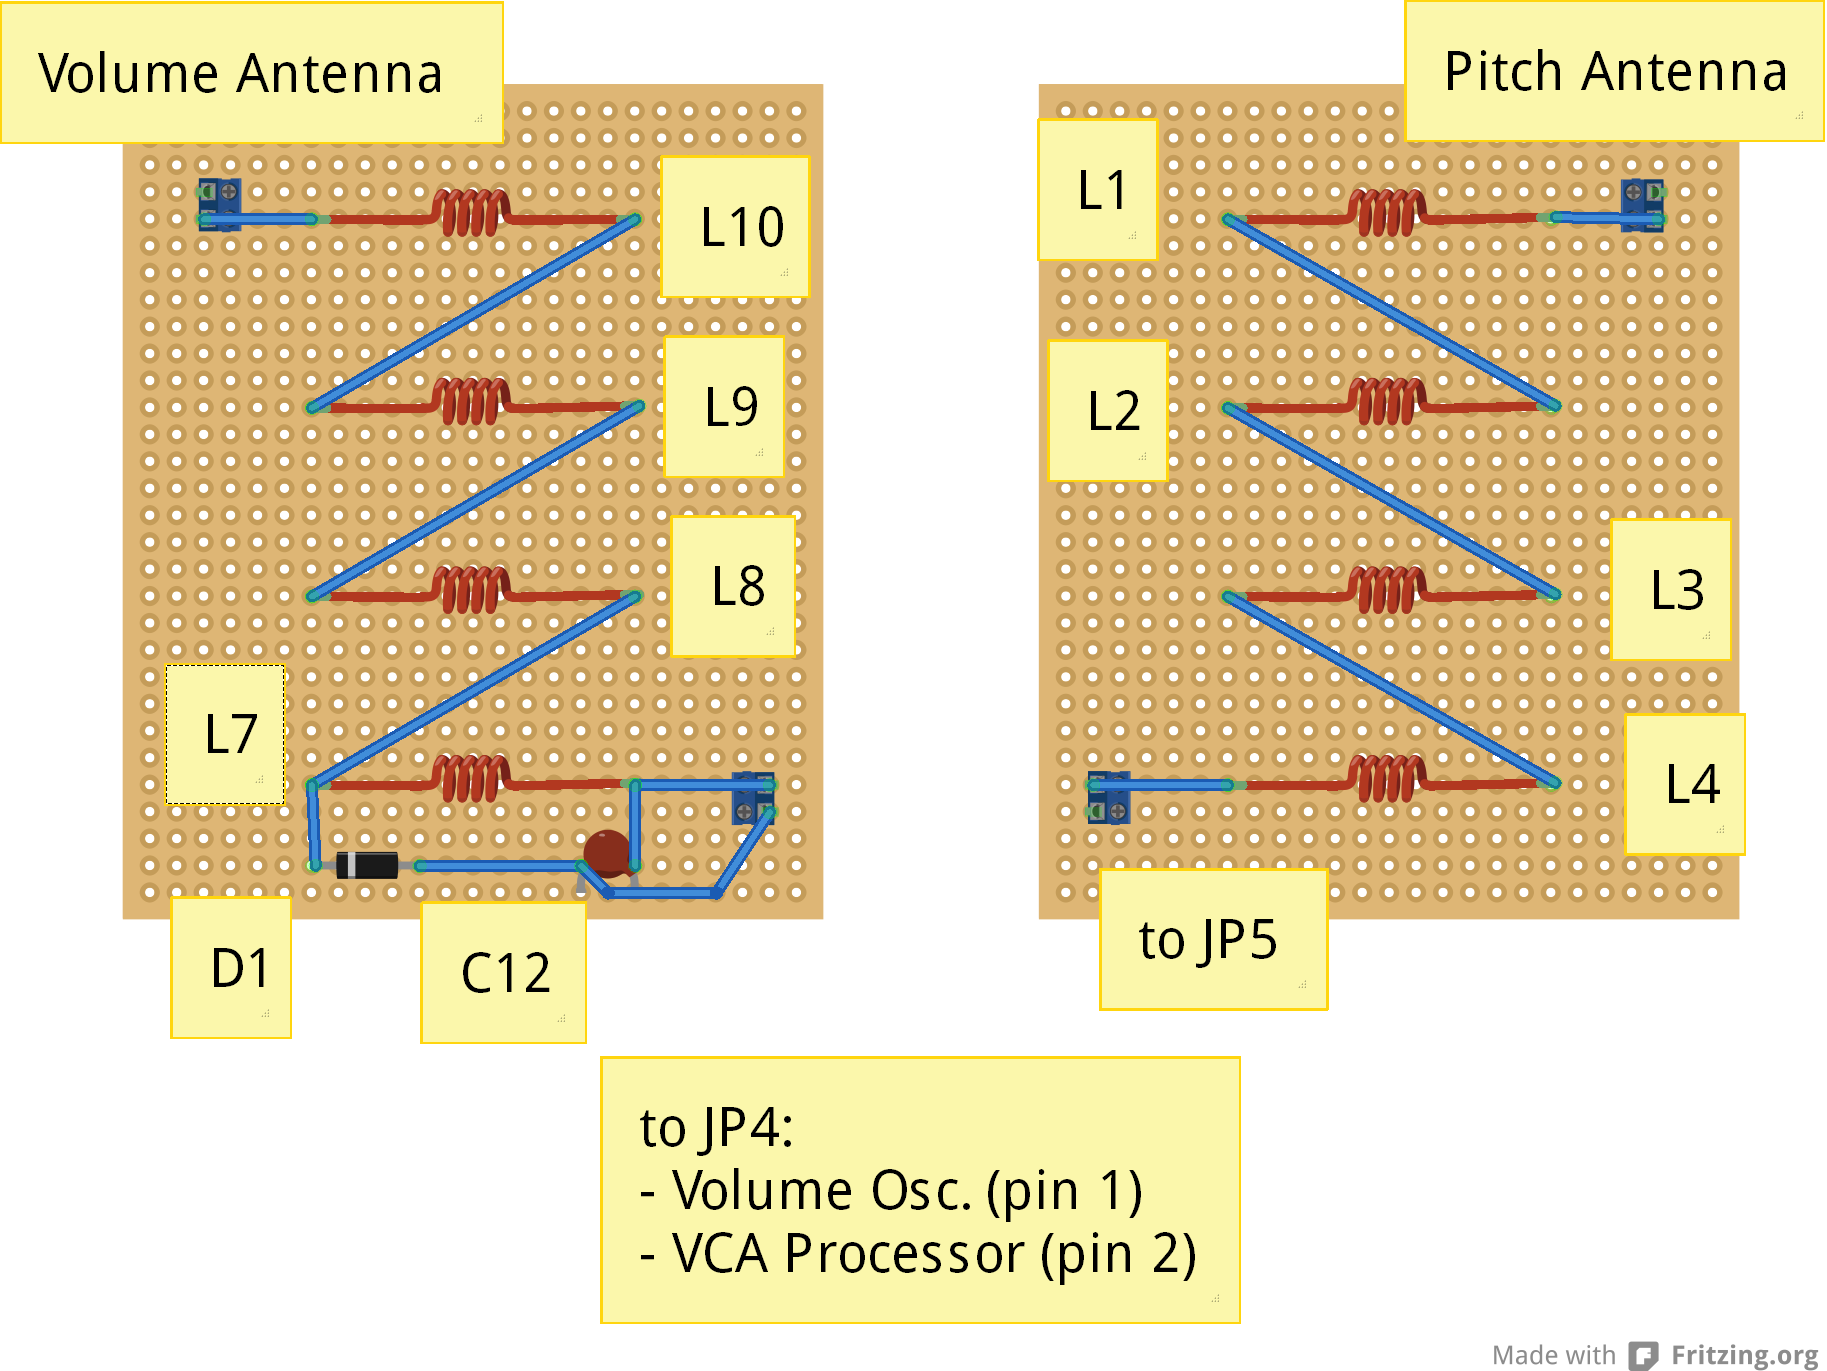 Volume Antenna
Pitch Antenna
L10
L1
L9
L2
L8
L3
L7
L4
D1
C12
to JP5
to JP4:
- Volume Osc. (pin 1)
- VCA Processor (pin 2)
Made with Fritzing.org